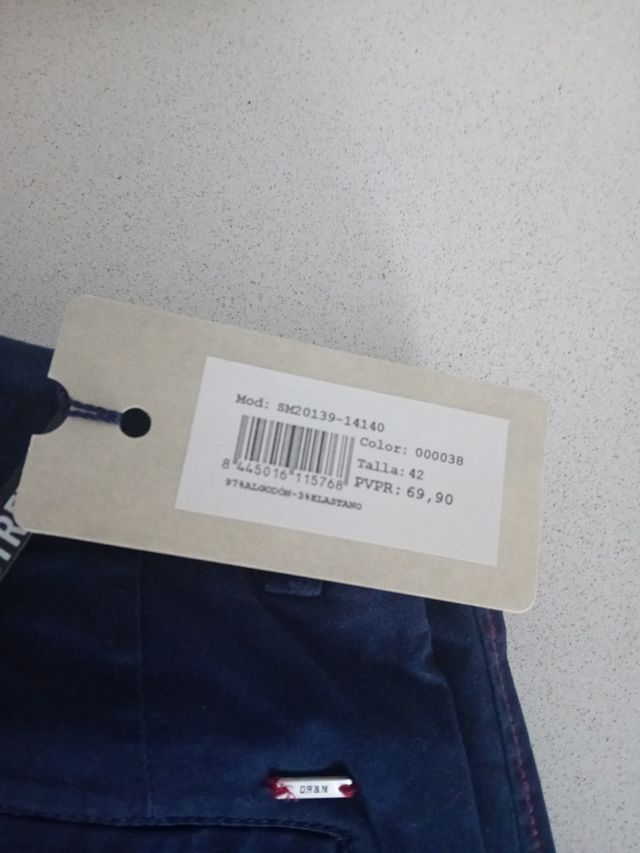 Mod: SM20139-14140
Color: 000038
Talla: 42
8 445016 115768
PVPR: 69,90
97%ALGODÓN-3%ELASTANO